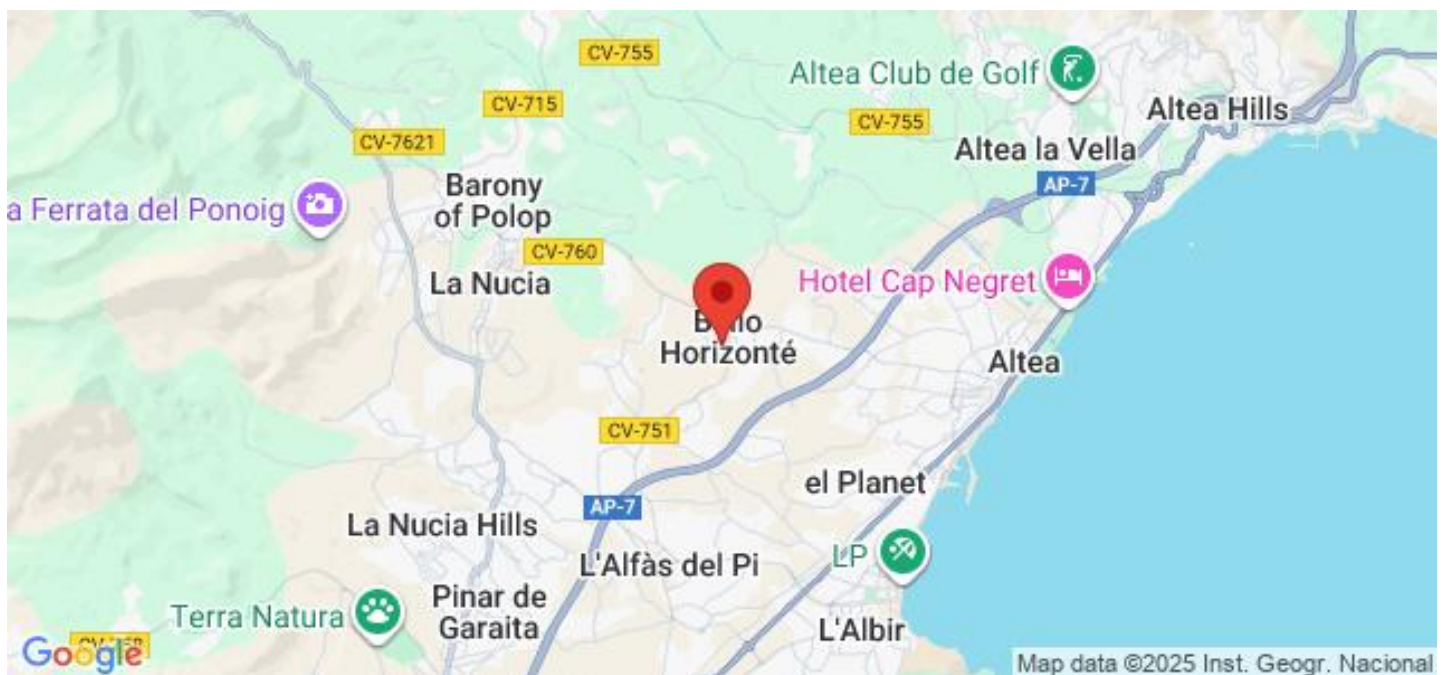 CV-755
Altea Club de Golf
CV-715
Altea Hills
CV-755
CV-7621
Altea la Vella
AP-7
Barony
of Polop
a Ferrata del Ponoig
CV-760
La Nucia
Hotel Cap Negret
Horizonté
Altea
CV-751
el Planet
AP-7
La Nucia Hills
LP
L'Alfàs del Pi
Pinar de
Garaita
Terra Natura
L'Albir
Google
Map data ©2025 Inst. Geogr. Nacional